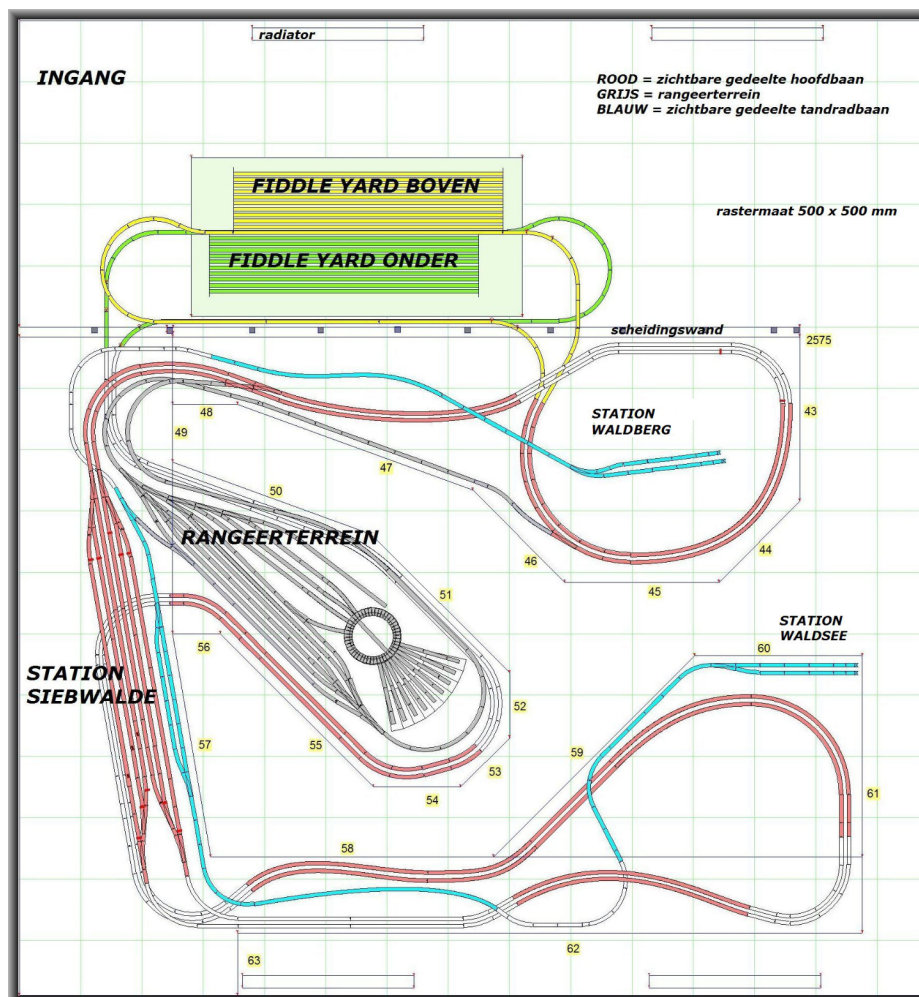 radiator
INGANG
ROOD = zichtbare gedeelte hoofdbaan
GRIJS = rangeerterrein
BLAUW = zichtbare gedeelte tandradbaan
FIDDLE YARD BOVEN
rastermaat 500 x 500 mm
FIDDLE YARD ONDER
scheidingswand
2575
48
43
STATION
WALDBERG
49
47
50
RANGEERTERREIN
44
46
45
51
STATION
WALDSEE
56
60
STATION
SIEBWALDE
52
55
53
57
59
54
61
58
62
63